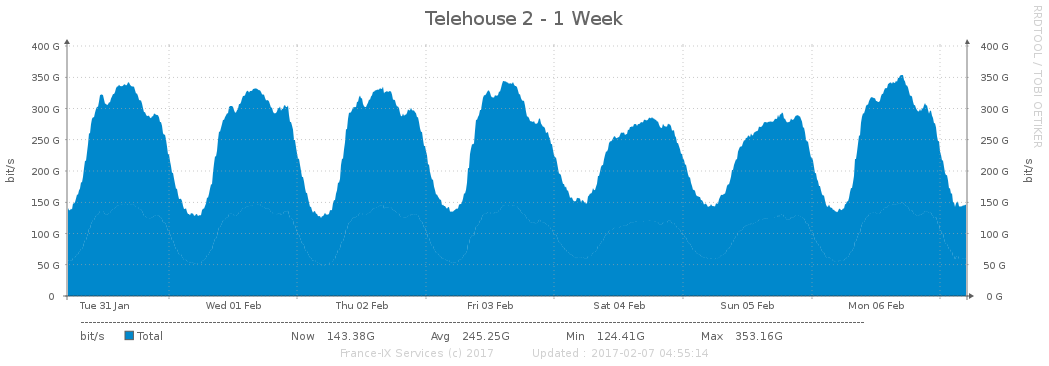 Telehouse 2 - 1 Week
RRDTOOL / TOBI OETIKER
400 G 400 G
350 G 350 G
300 G 300 G
250 G 250 G
200 G 200 G
150 G 150 G
100 G 100 G
50 G 50 G
0 0 G
bit/s bit/s
Tue 31 Jan Wed 01 Feb Thu 02 Feb Fri 03 Feb Sat 04 Feb Sun 05 Feb Mon 06 Feb
bit/s Total Now 143.38G Avg 245.25G Min 124.41G Max 353.16G
France-IX Services (c) 2017 Updated : 2017-02-07 04:55:14